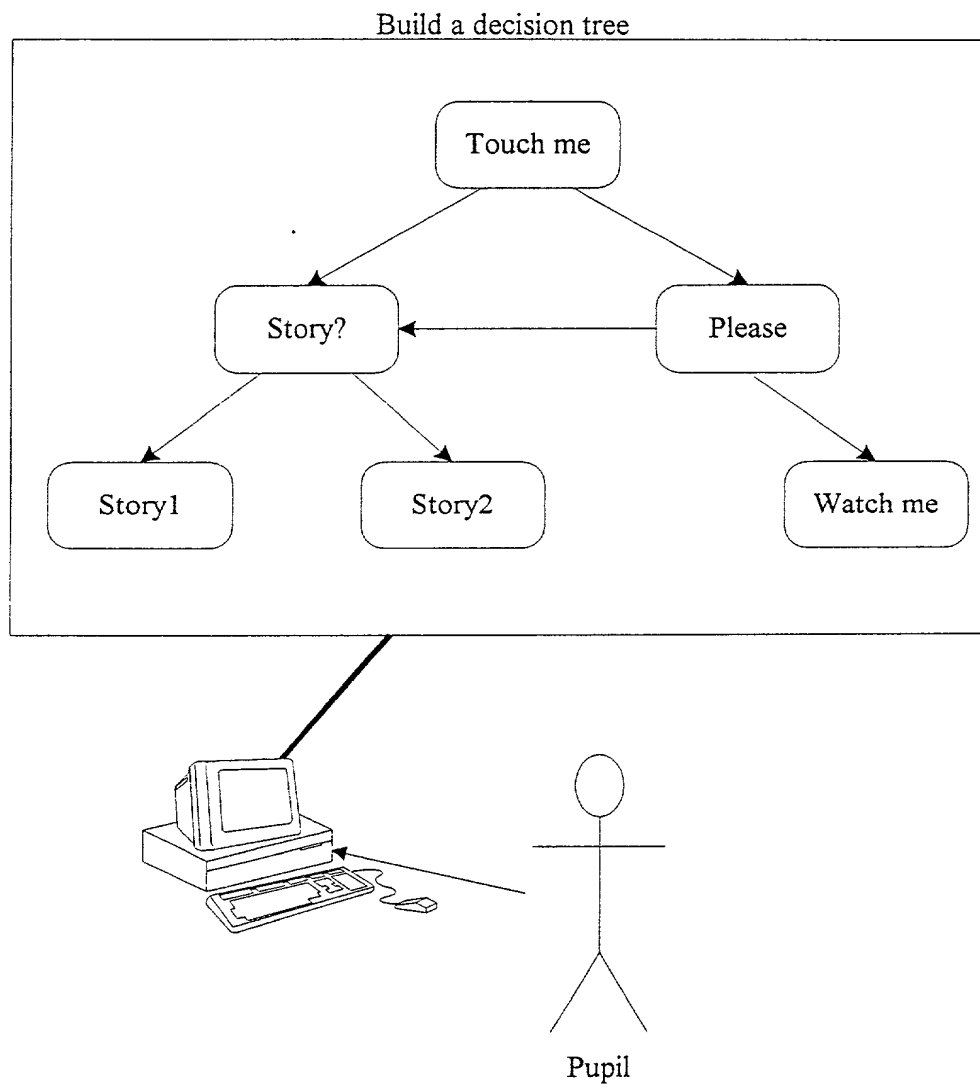 Build a decision tree
Touch me
Story?
Please
Story1
Story2
Watch me
Pupil